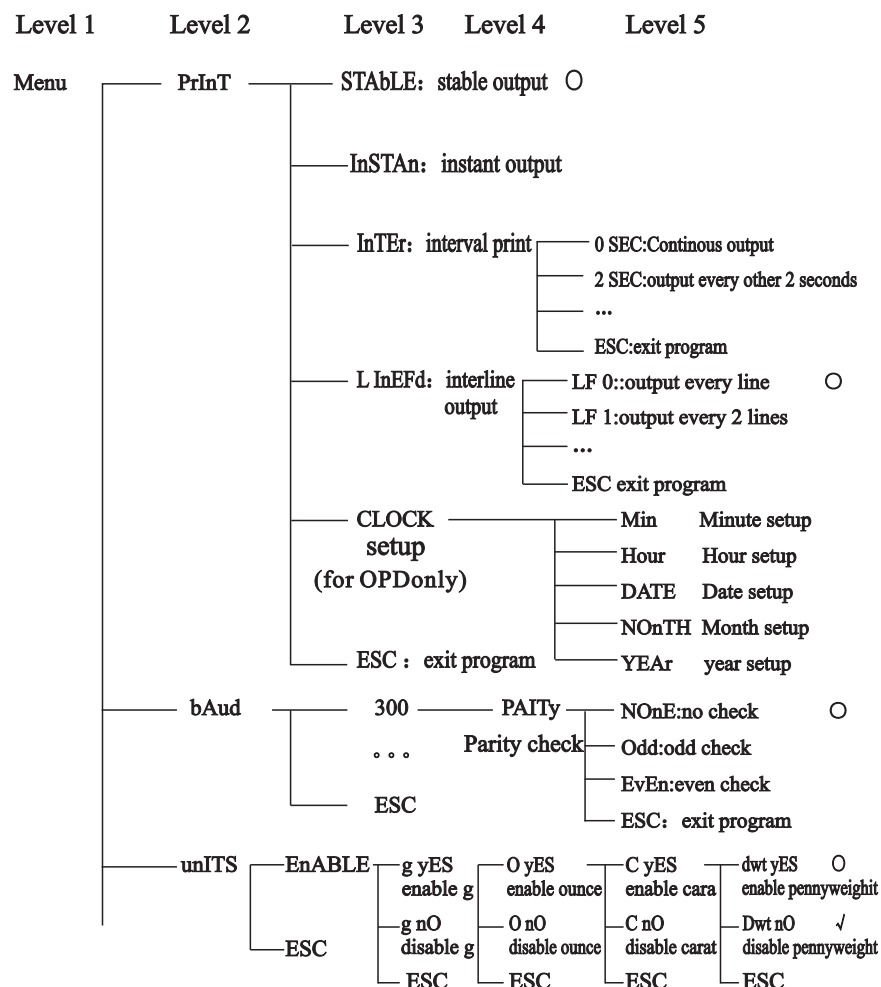 Level 1 Level 2 Level 3 Level 4 Level 5
Menu PrInT STAbLE: stable output O
InSTAn: instant output
InTEr: interval print 0 SEC:Continous output
2 SEC:output every other 2 seconds
...
ESC:exit program
L InEFd: interline output LF 0::output every line O
LF 1:output every 2 lines
...
ESC exit program
CLOCK setup (for OPDonly) Min Minute setup
Hour Hour setup
DATE Date setup
NOnTH Month setup
YEAr year setup
ESC: exit program
bAud 300 PAITy NOnE:no check O
Parity check Odd:odd check
。。。 EvEn:even check
ESC ESC: exit program
unITS EnABLE g yES O yES C yES dwt yES O
enable g enable ounce enable cara enable pennyweighit
g nO O nO C nO Dwt nO √
ESC disable g disable ounce disable carat disable pennyweight
ESC ESC ESC ESC